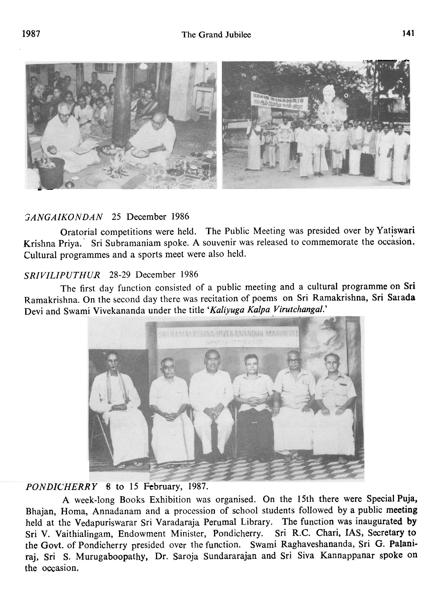 1987 The Grand Jubilee 141
GANGAIKONDAN 25 December 1986
Oratorial competitions were held. The Public Meeting was presided over by Yatiswari
Krishna Priya. Sri Subramaniam spoke. A souvenir was released to commemorate the occasion.
Cultural programmes and a sports meet were also held.
SRIVILIPUTHUR 28-29 December 1986
The first day function consisted of a public meeting and a cultural programme on Sri
Ramakrishna. On the second day there was recitation of poems on Sri Ramakrishna, Sri Sarada
Devi and Swami Vivekananda under the title 'Kaliyuga Kalpa Virutchangal.'
PONDICHERRY 8 to 15 February, 1987.
A week-long Books Exhibition was organised. On the 15th there were Special Puja,
Bhajan, Homa, Annadanam and a procession of school students followed by a public meeting
held at the Vedapuriswarar Sri Varadaraja Perumal Library. The function was inaugurated by
Sri V. Vaithialingam, Endowment Minister, Pondicherry. Sri R.C. Chari, IAS, Secretary to
the Govt. of Pondicherry presided over the function. Swami Raghaveshananda, Sri G. Palani-
raj, Sri S. Murugaboopathy, Dr. Saroja Sundararajan and Sri Siva Kannappanar spoke on
the occasion.